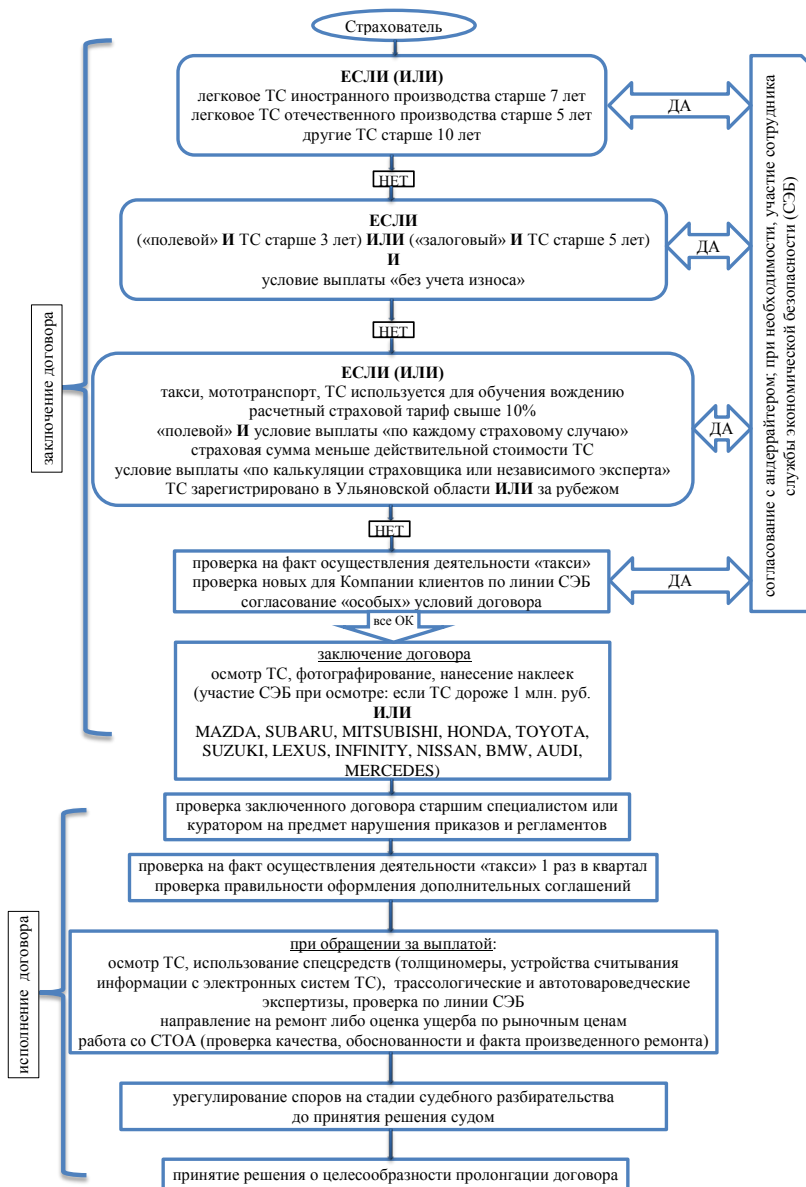 Страхователь
ЕСЛИ (ИЛИ)
легковое ТС иностранного производства старше 7 лет
легковое ТС отечественного производства старше 5 лет
другие ТС старше 10 лет
ДА
НЕТ
ЕСЛИ
(«полевой» И ТС старше 3 лет) ИЛИ («залоговый» И ТС старше 5 лет)
И
условие выплаты «без учета износа»
ДА
НЕТ
ЕСЛИ (ИЛИ)
такси, мототранспорт, ТС используется для обучения вождению
расчетный страховой тариф свыше 10%
«полевой» И условие выплаты «по каждому страховому случаю»
страховая сумма меньше действительной стоимости ТС
условие выплаты «по калькуляции страховщика или независимого эксперта»
ТС зарегистрировано в Ульяновской области ИЛИ за рубежом
ДА
НЕТ
проверка на факт осуществления деятельности «такси»
проверка новых для Компании клиентов по линии СЭБ
согласование «особых» условий договора
ДА
согласование с андеррайтером; при необходимости, участие сотрудника
службы экономической безопасности (СЭБ)
все ОК
заключение договора
осмотр ТС, фотографирование, нанесение наклеек
(участие СЭБ при осмотре: если ТС дороже 1 млн. руб.
ИЛИ
MAZDA, SUBARU, MITSUBISHI, HONDA, TOYOTA,
SUZUKI, LEXUS, INFINITY, NISSAN, BMW, AUDI,
MERCEDES)
заключение договора
проверка заключенного договора старшим специалистом или
куратором на предмет нарушения приказов и регламентов
проверка на факт осуществления деятельности «такси» 1 раз в квартал
проверка правильности оформления дополнительных соглашений
при обращении за выплатой:
осмотр ТС, использование спецсредств (толщиномеры, устройства считывания
информации с электронных систем ТС), трассологические и автотовароведческие
экспертизы, проверка по линии СЭБ
направление на ремонт либо оценка ущерба по рыночным ценам
работа со СТОА (проверка качества, обоснованности и факта произведенного ремонта)
урегулирование споров на стадии судебного разбирательства
до принятия решения судом
принятие решения о целесообразности пролонгации договора
исполнение договора